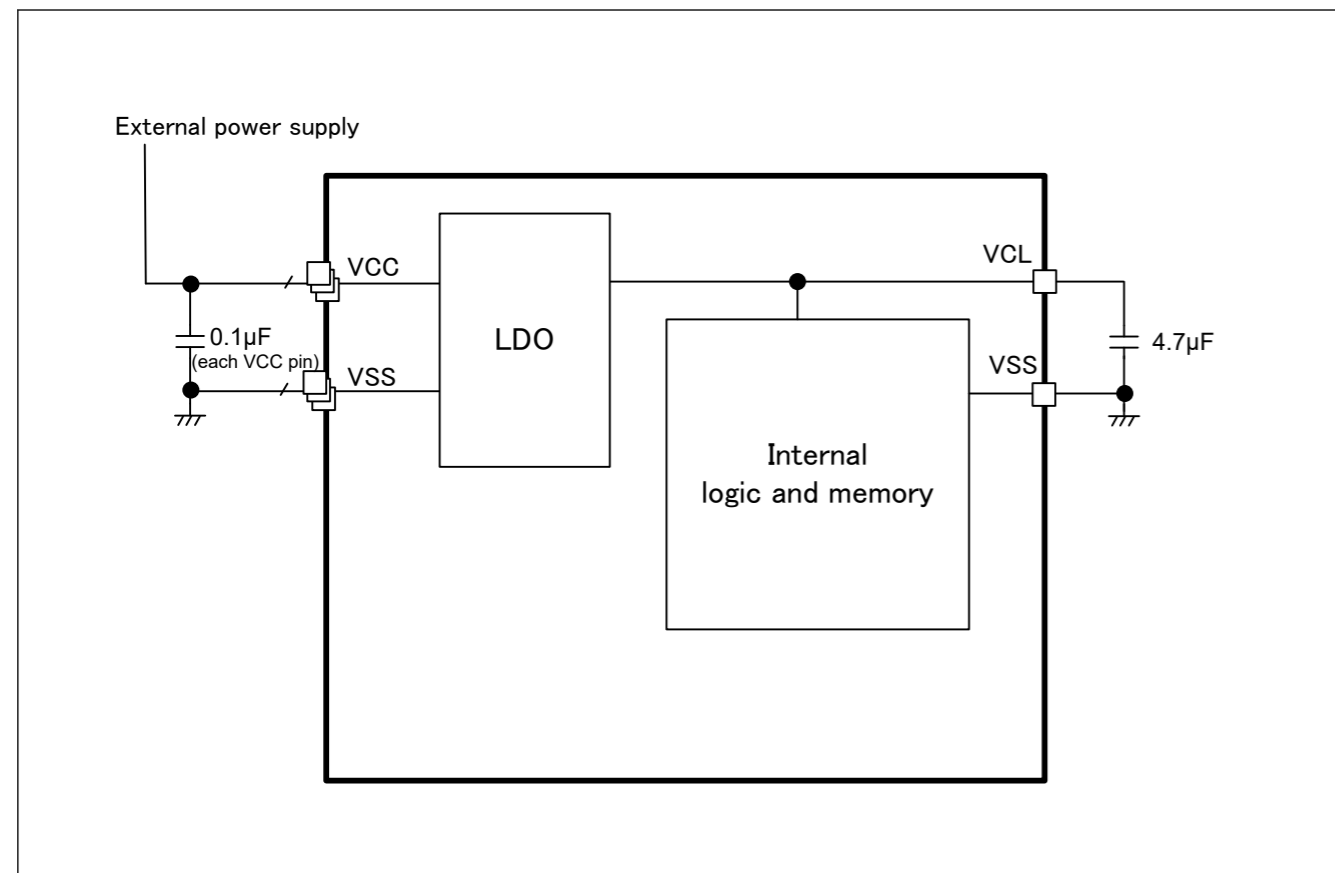 External power supply
VCC
VCL
0.1µF
(each VCC pin)
LDO
4.7µF
VSS
VSS
Internal
logic and memory